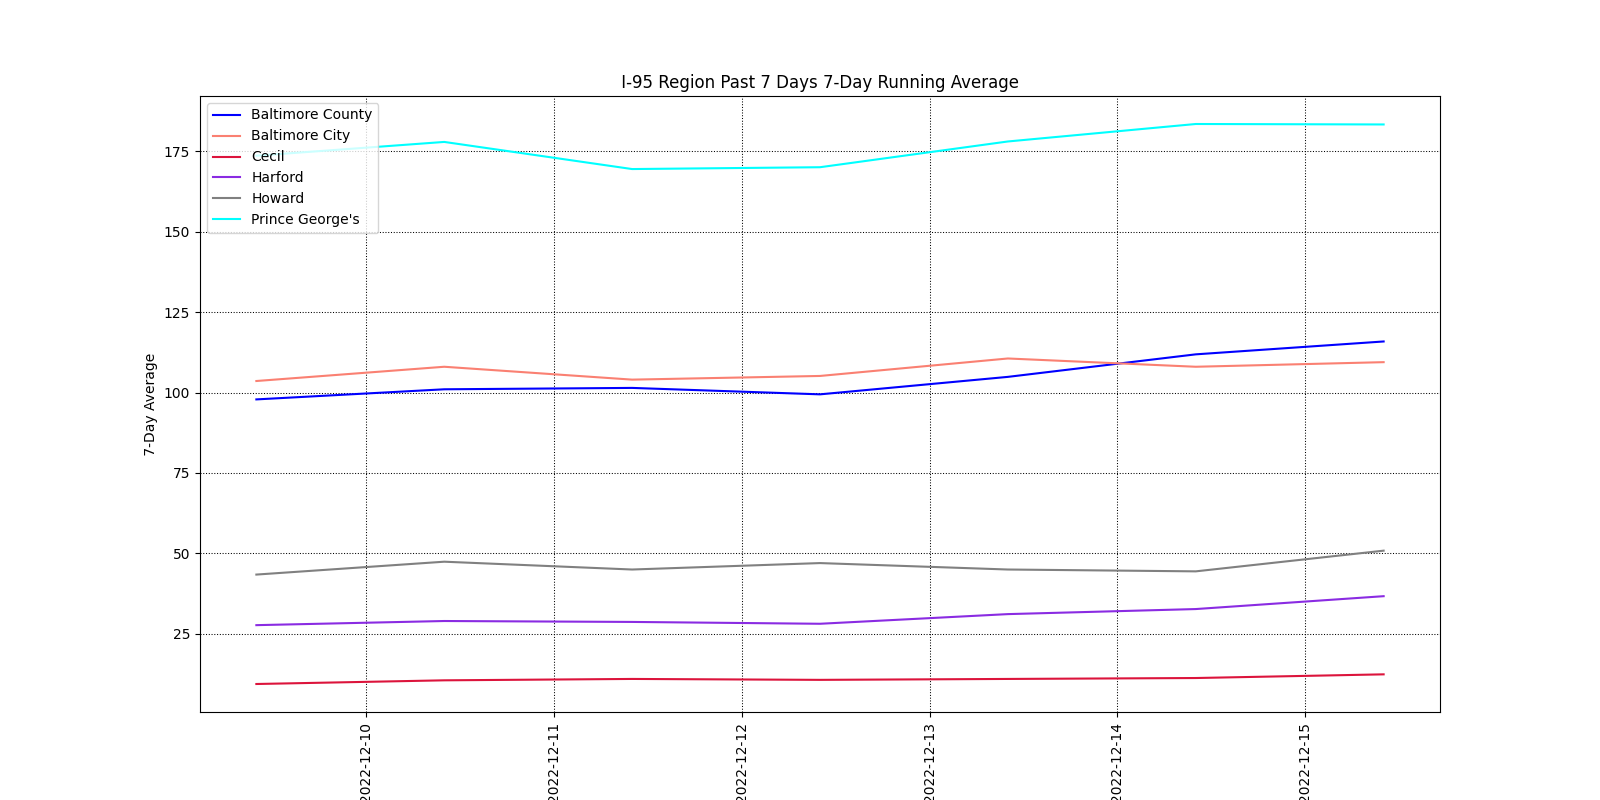 I-95 Region Past 7 Days 7-Day Running Average
Baltimore County
Baltimore City
Cecil
Harford
Howard
Prince George's
7-Day Average
175
150
125
100
75
50
25
2022-12-10
2022-12-11
2022-12-12
2022-12-13
2022-12-14
2022-12-15